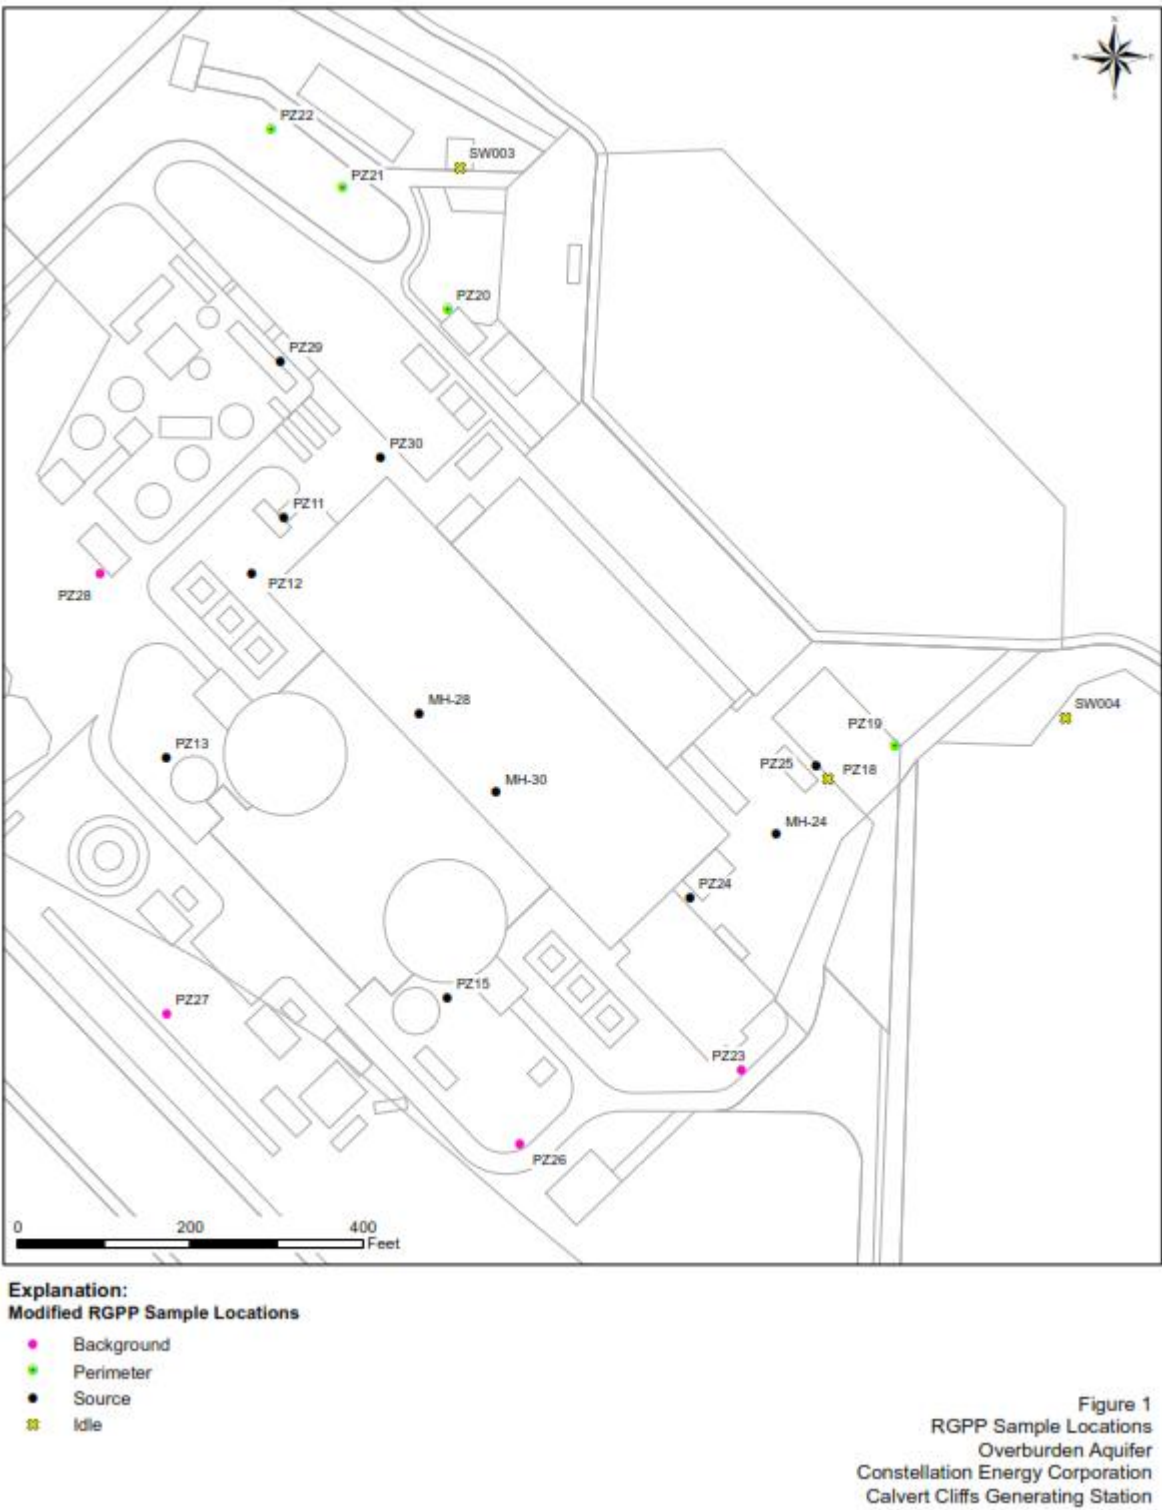 N
W
E
S
PZ22
SW003
PZ21
PZ20
PZ29
PZ30
PZ11
PZ12
PZ28
MH-28
SW004
PZ19
PZ13
PZ25
PZ18
MH-30
MH-24
PZ24
PZ15
PZ27
PZ23
PZ26
0 200 400
Feet
Explanation:
Modified RGPP Sample Locations
Background
Perimeter
Source
Idle
Figure 1
RGPP Sample Locations
Overburden Aquifer
Constellation Energy Corporation
Calvert Cliffs Generating Station